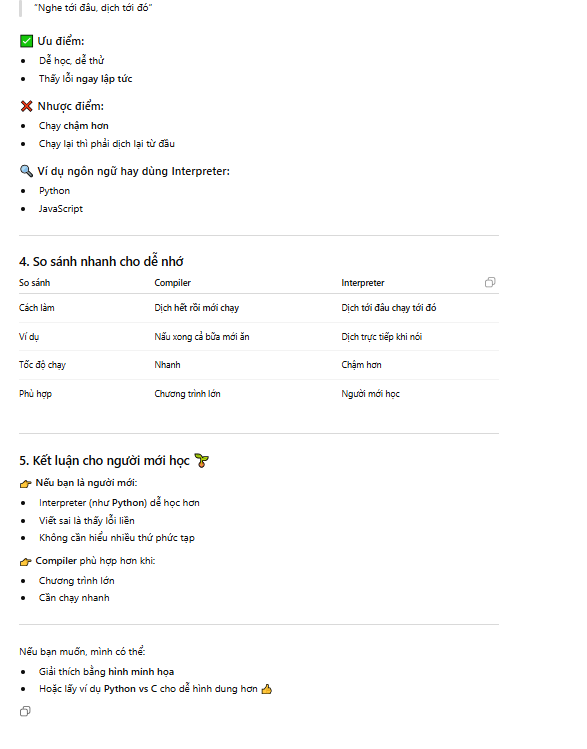 "Nghe tới đâu, dịch tới đó"
✅ Ưu điểm:
• Dễ học, dễ thử
• Thấy lỗi ngay lập tức
❌ Nhược điểm:
• Chạy chậm hơn
• Chạy lại thì phải dịch lại từ đầu
🔍 Ví dụ ngôn ngữ hay dùng Interpreter:
• Python
• JavaScript
4. So sánh nhanh cho dễ nhớ
So sánh Compiler Interpreter
Cách làm Dịch hết rồi mới chạy Dịch tới đâu chạy tới đó
Ví dụ Nấu xong cả bữa mới ăn Dịch trực tiếp khi nói
Tốc độ chạy Nhanh Chậm hơn
Phù hợp Chương trình lớn Người mới học
5. Kết luận cho người mới học 🌱
👉 Nếu bạn là người mới:
• Interpreter (như Python) dễ học hơn
• Viết sai là thấy lỗi liền
• Không cần hiểu nhiều thứ phức tạp
👉 Compiler phù hợp hơn khi:
• Chương trình lớn
• Cần chạy nhanh
Nếu bạn muốn, mình có thể:
• Giải thích bằng hình minh họa
• Hoặc lấy ví dụ Python vs C cho dễ hình dung hơn 👍